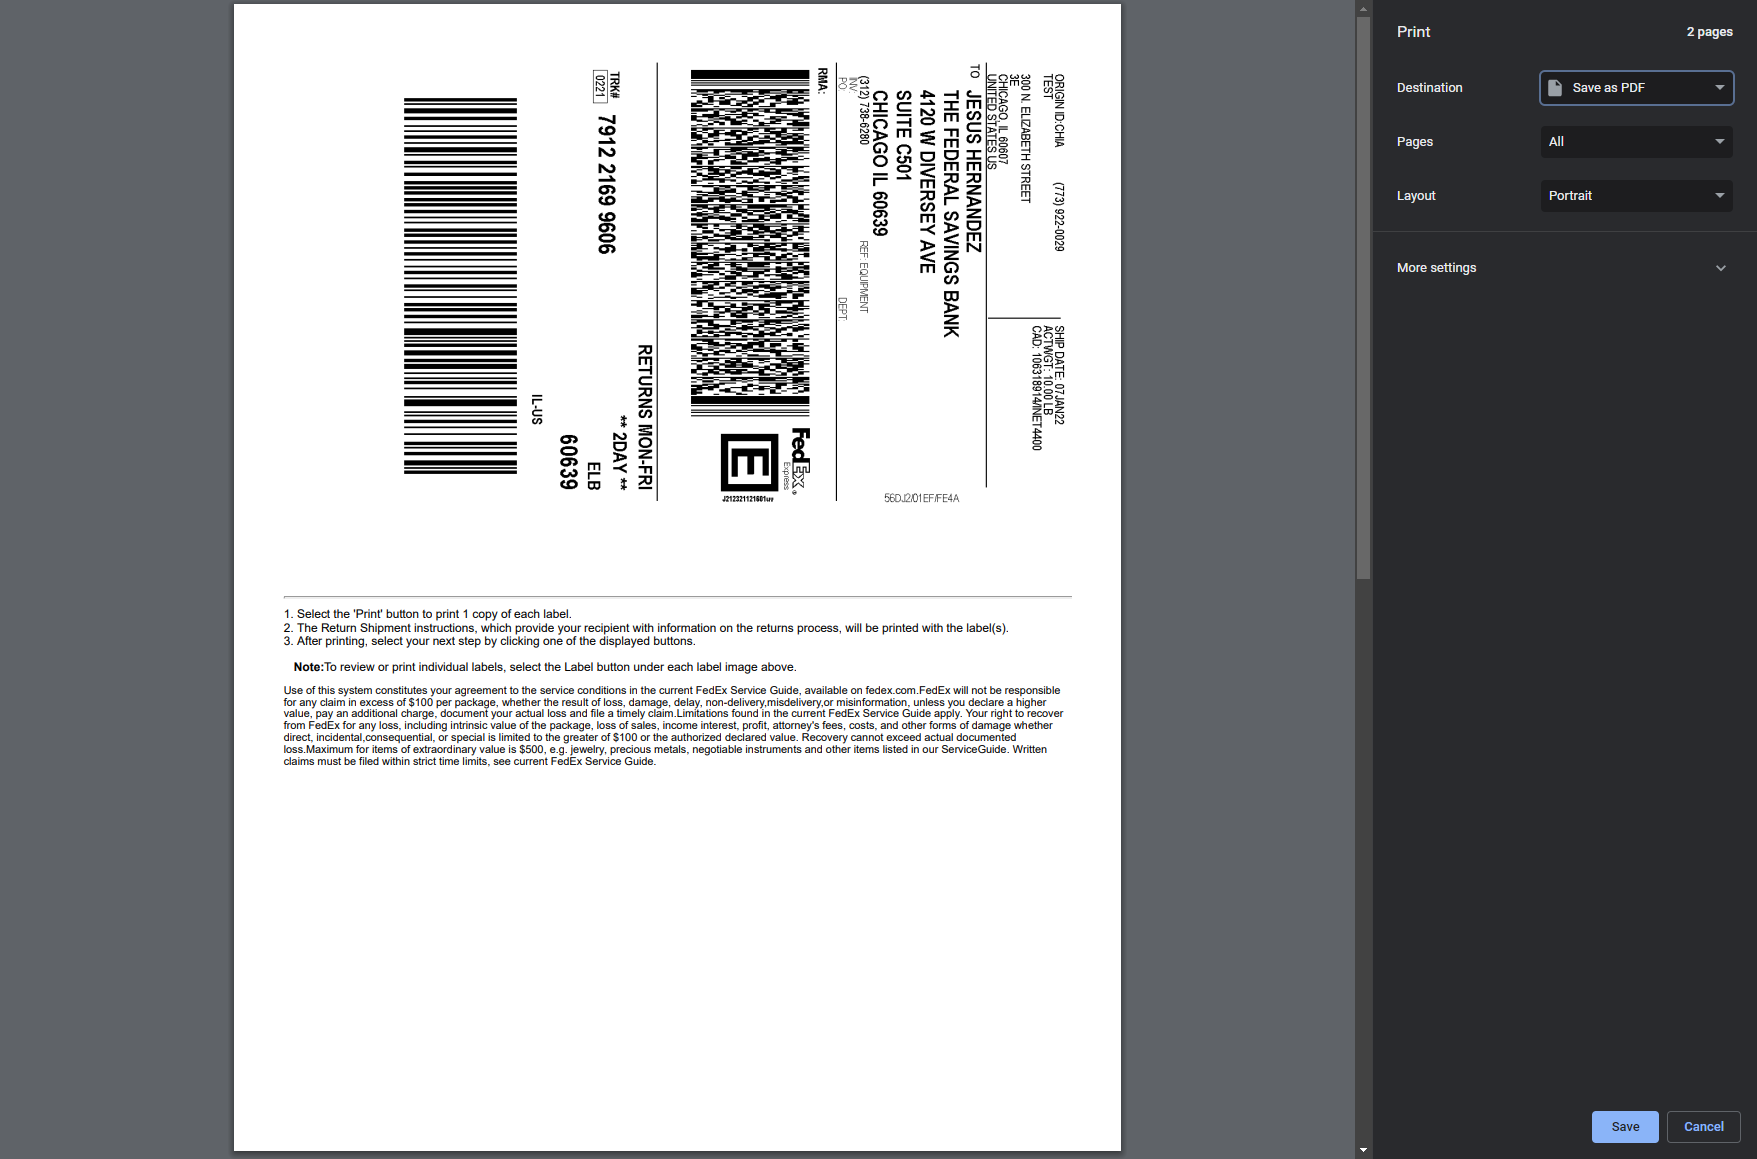 ORIGIN ID:CHIA (773) 922-0029
TEST
300 N. ELIZABETH STREET
3E
CHICAGO, IL 60607
UNITED STATES US
SHIP DATE: 07JAN22
ACTWGT: 10.00 LB
CAD: 106318914/INET4400
TO JESUS HERNANDEZ
THE FEDERAL SAVINGS BANK
4120 W DIVERSEY AVE
SUITE C501
CHICAGO IL 60639
(312) 738-6280 REF: EQUIPMENT
INV:
PO: DEPT:
56DJ2/01EF/FE4A
RMA:
FedEx
Express
E
J212321121601uv
RETURNS MON-FRI
** 2DAY **
TRK#
0221
7912 2169 9606
ELB
60639
IL-US
1. Select the 'Print' button to print 1 copy of each label.
2. The Return Shipment instructions, which provide your recipient with information on the returns process, will be printed with the label(s).
3. After printing, select your next step by clicking one of the displayed buttons.
Note:To review or print individual labels, select the Label button under each label image above.
Use of this system constitutes your agreement to the service conditions in the current FedEx Service Guide, available on fedex.com.FedEx will not be responsible
for any claim in excess of $100 per package, whether the result of loss, damage, delay, non-delivery,misdelivery,or misinformation, unless you declare a higher
value, pay an additional charge, document your actual loss and file a timely claim.Limitations found in the current FedEx Service Guide apply. Your right to recover
from FedEx for any loss, including intrinsic value of the package, loss of sales, income interest, profit, attorney's fees, costs, and other forms of damage whether
direct, incidental,consequential, or special is limited to the greater of $100 or the authorized declared value. Recovery cannot exceed actual documented
loss.Maximum for items of extraordinary value is $500, e.g. jewelry, precious metals, negotiable instruments and other items listed in our ServiceGuide. Written
claims must be filed within strict time limits, see current FedEx Service Guide.
Print 2 pages
Destination Save as PDF
Pages All
Layout Portrait
More settings
Save Cancel